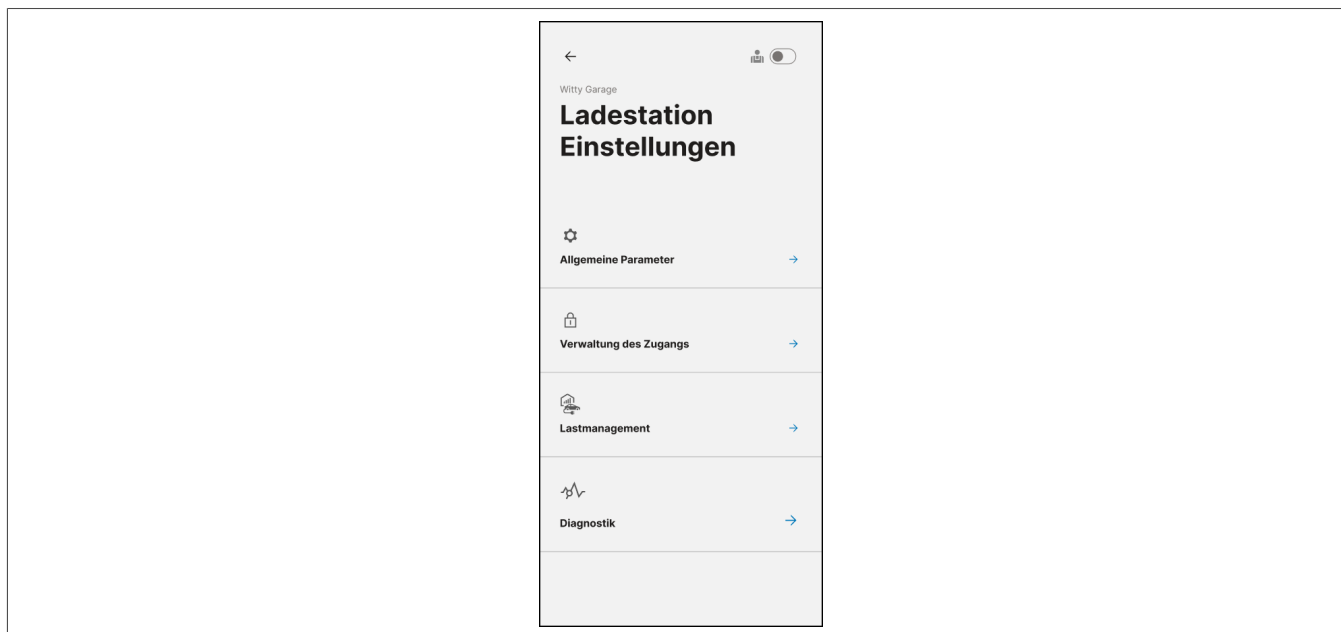 Witty Garage
Ladestation
Einstellungen
Allgemeine Parameter
Verwaltung des Zugangs
Lastmanagement
Diagnostik